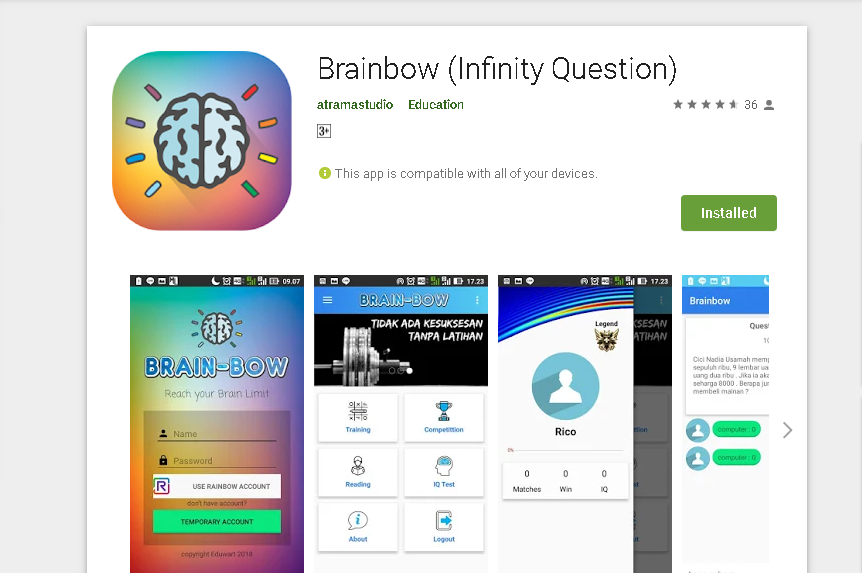 Brainbow (Infinity Question)
atramastudio Education
36
3+
This app is compatible with all of your devices.
Installed
09.07
BRAIN-BOW
Reach your Brain Limit
Name
Password
R USE RAINBOW ACCOUNT
don't have account?
TEMPORARY ACCOUNT
copyright Eduwart 2018
17.23
BRAIN-BOW
TIDAK ADA KESUKSESAN
TANPA LATIHAN
Training
Competittion
Reading
IQ Test
About
Logout
17.23
Legend
Rico
0%
0 0 0
Matches Win IQ
Brainbow
Quest
10
Cici Nadia Usamah memp
sepuluh ribu, 9 lembar ua
uang dua ribu . Jika ia aka
seharga 8000 . Berapa ju
membeli mainan ?
computer : 0
computer : 0